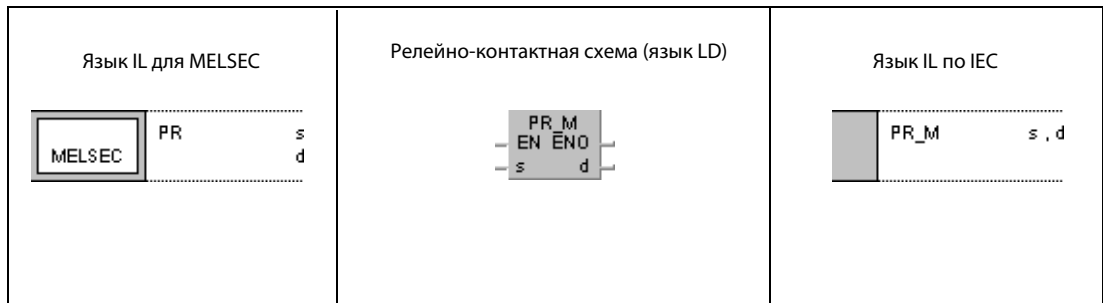 Язык IL для MELSEC
MELSEC
PR s
d
Релейно-контактная схема (язык LD)
PR_M
EN ENO
s d
Язык IL по IEC
PR_M s , d